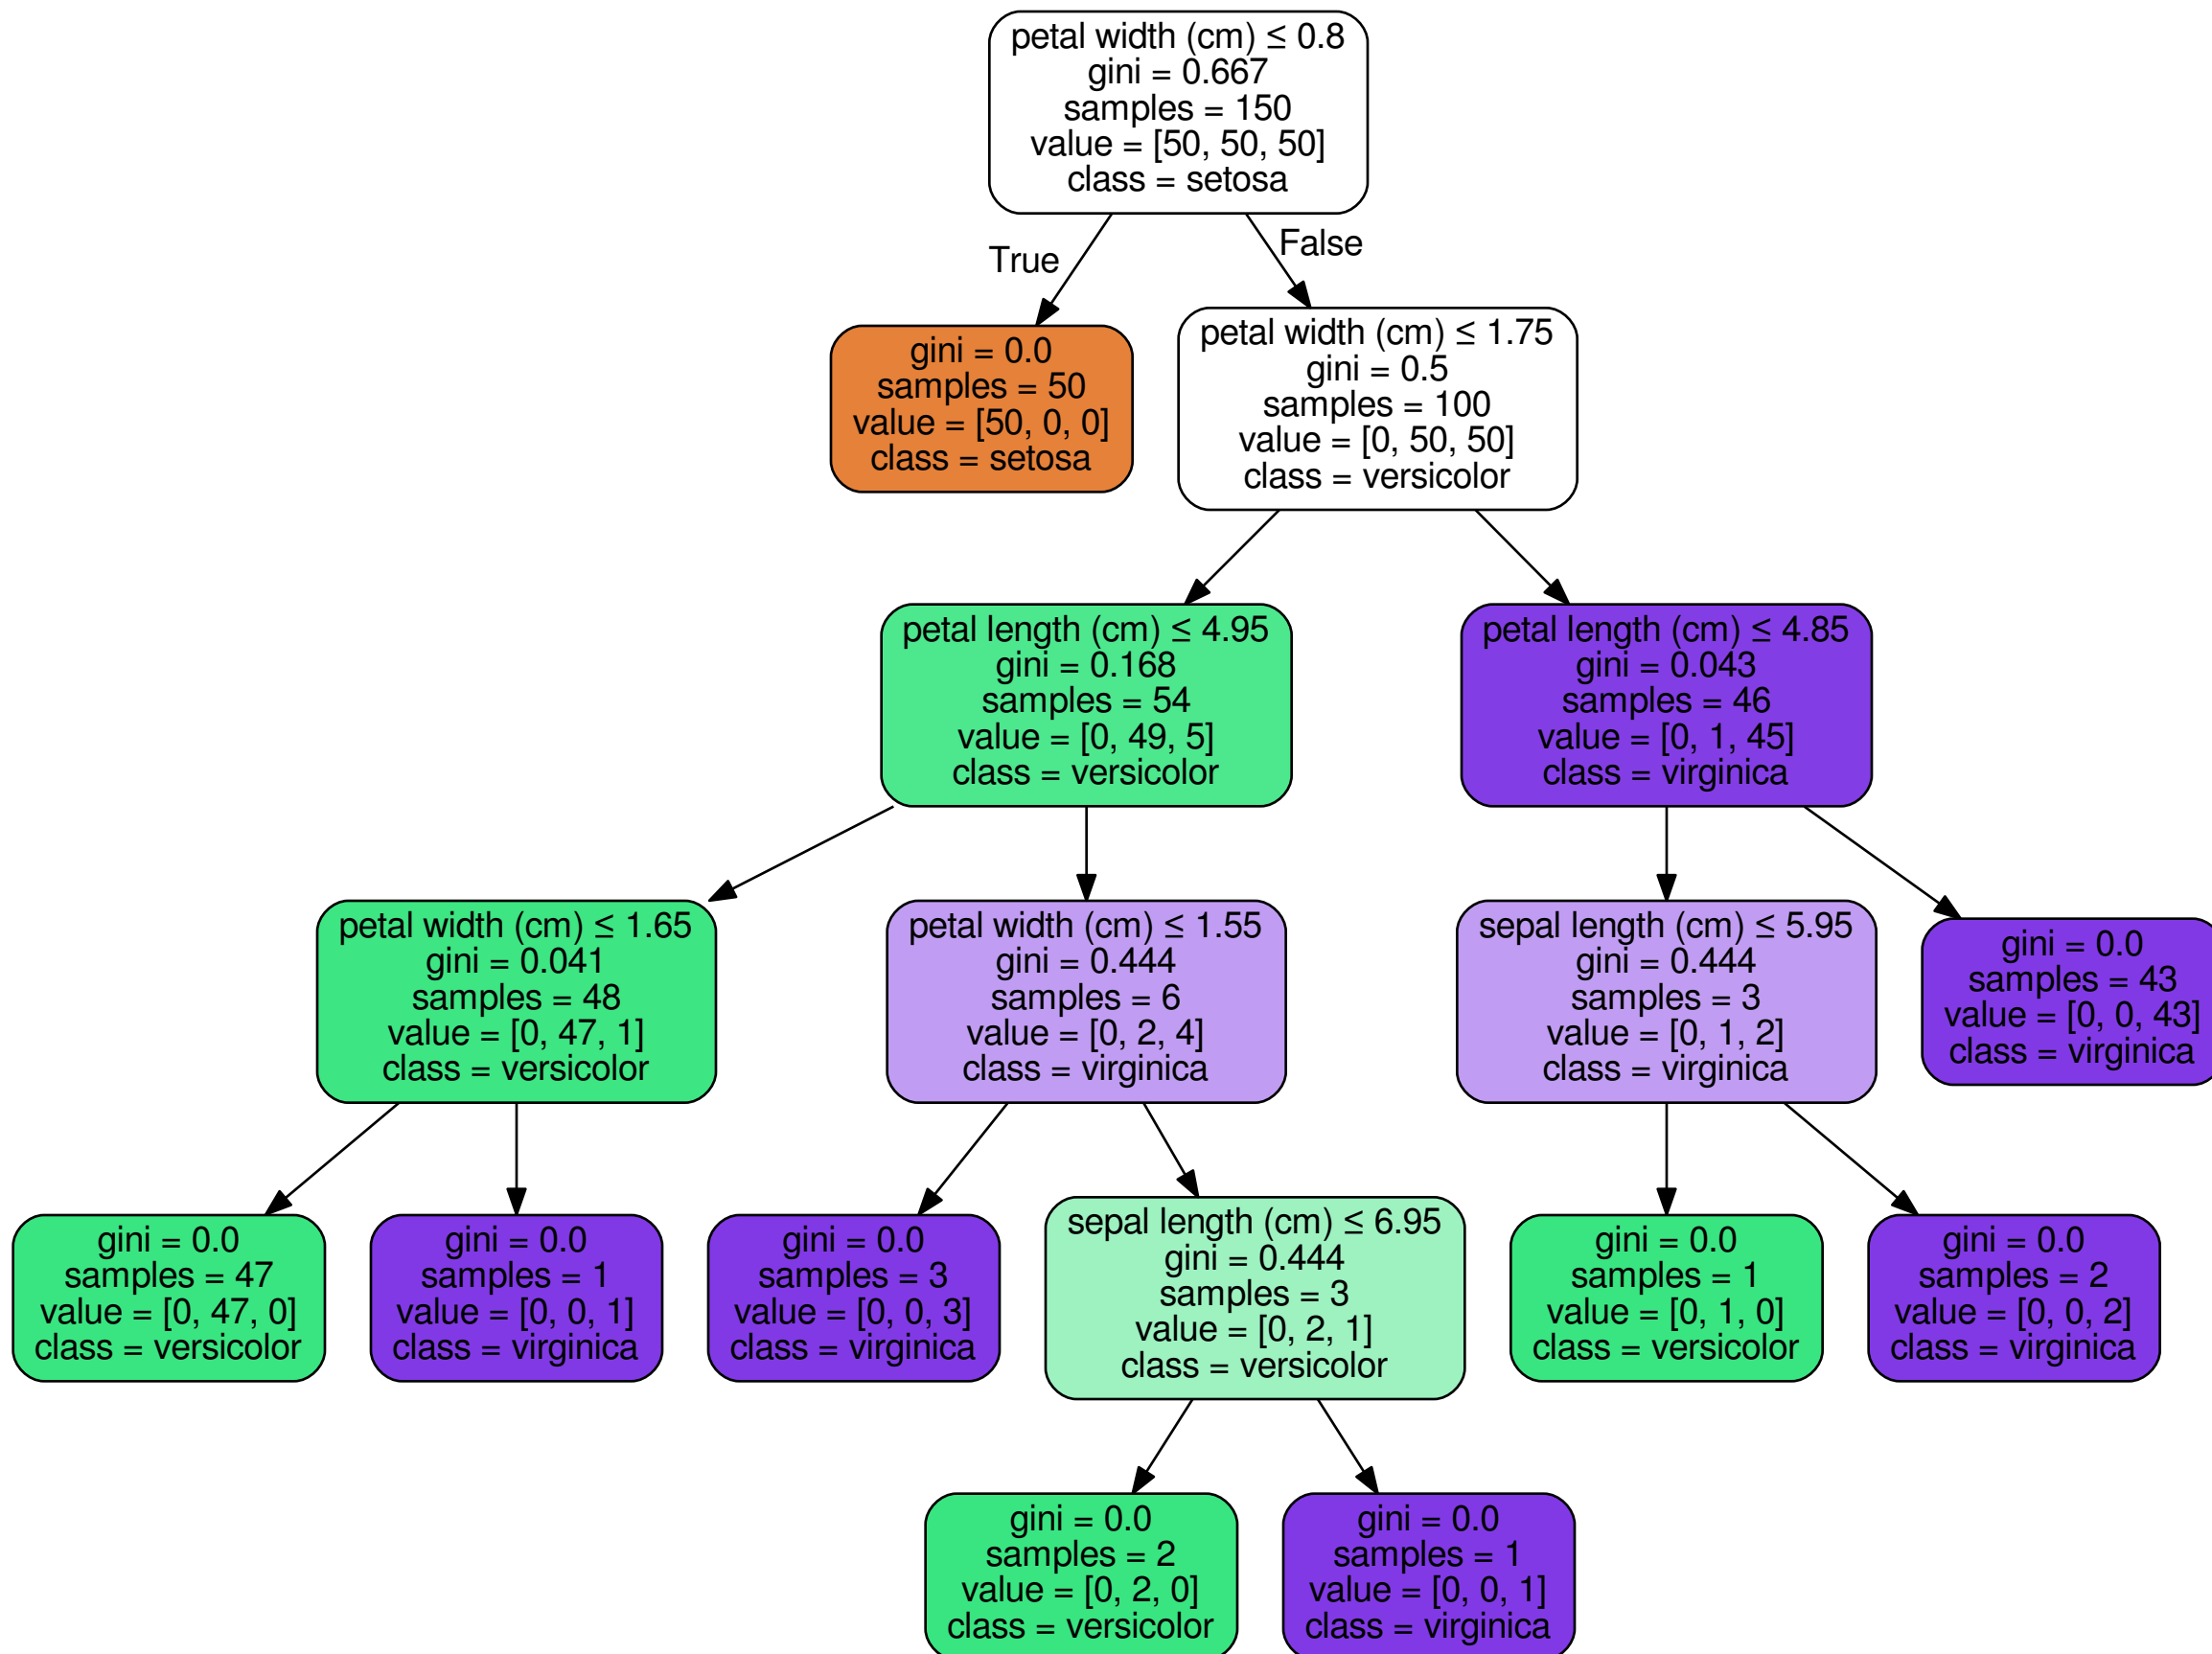 petal width (cm) ≤ 0.8
gini = 0.667
samples = 150
value = [50, 50, 50]
class = setosa
True
False
gini = 0.0
samples = 50
value = [50, 0, 0]
class = setosa
petal width (cm) ≤ 1.75
gini = 0.5
samples = 100
value = [0, 50, 50]
class = versicolor
petal length (cm) ≤ 4.95
gini = 0.168
samples = 54
value = [0, 49, 5]
class = versicolor
petal length (cm) ≤ 4.85
gini = 0.043
samples = 46
value = [0, 1, 45]
class = virginica
petal width (cm) ≤ 1.65
gini = 0.041
samples = 48
value = [0, 47, 1]
class = versicolor
petal width (cm) ≤ 1.55
gini = 0.444
samples = 6
value = [0, 2, 4]
class = virginica
sepal length (cm) ≤ 5.95
gini = 0.444
samples = 3
value = [0, 1, 2]
class = virginica
gini = 0.0
samples = 43
value = [0, 0, 43]
class = virginica
gini = 0.0
samples = 47
value = [0, 47, 0]
class = versicolor
gini = 0.0
samples = 1
value = [0, 0, 1]
class = virginica
gini = 0.0
samples = 3
value = [0, 0, 3]
class = virginica
sepal length (cm) ≤ 6.95
gini = 0.444
samples = 3
value = [0, 2, 1]
class = versicolor
gini = 0.0
samples = 1
value = [0, 1, 0]
class = versicolor
gini = 0.0
samples = 2
value = [0, 0, 2]
class = virginica
gini = 0.0
samples = 2
value = [0, 2, 0]
class = versicolor
gini = 0.0
samples = 1
value = [0, 0, 1]
class = virginica